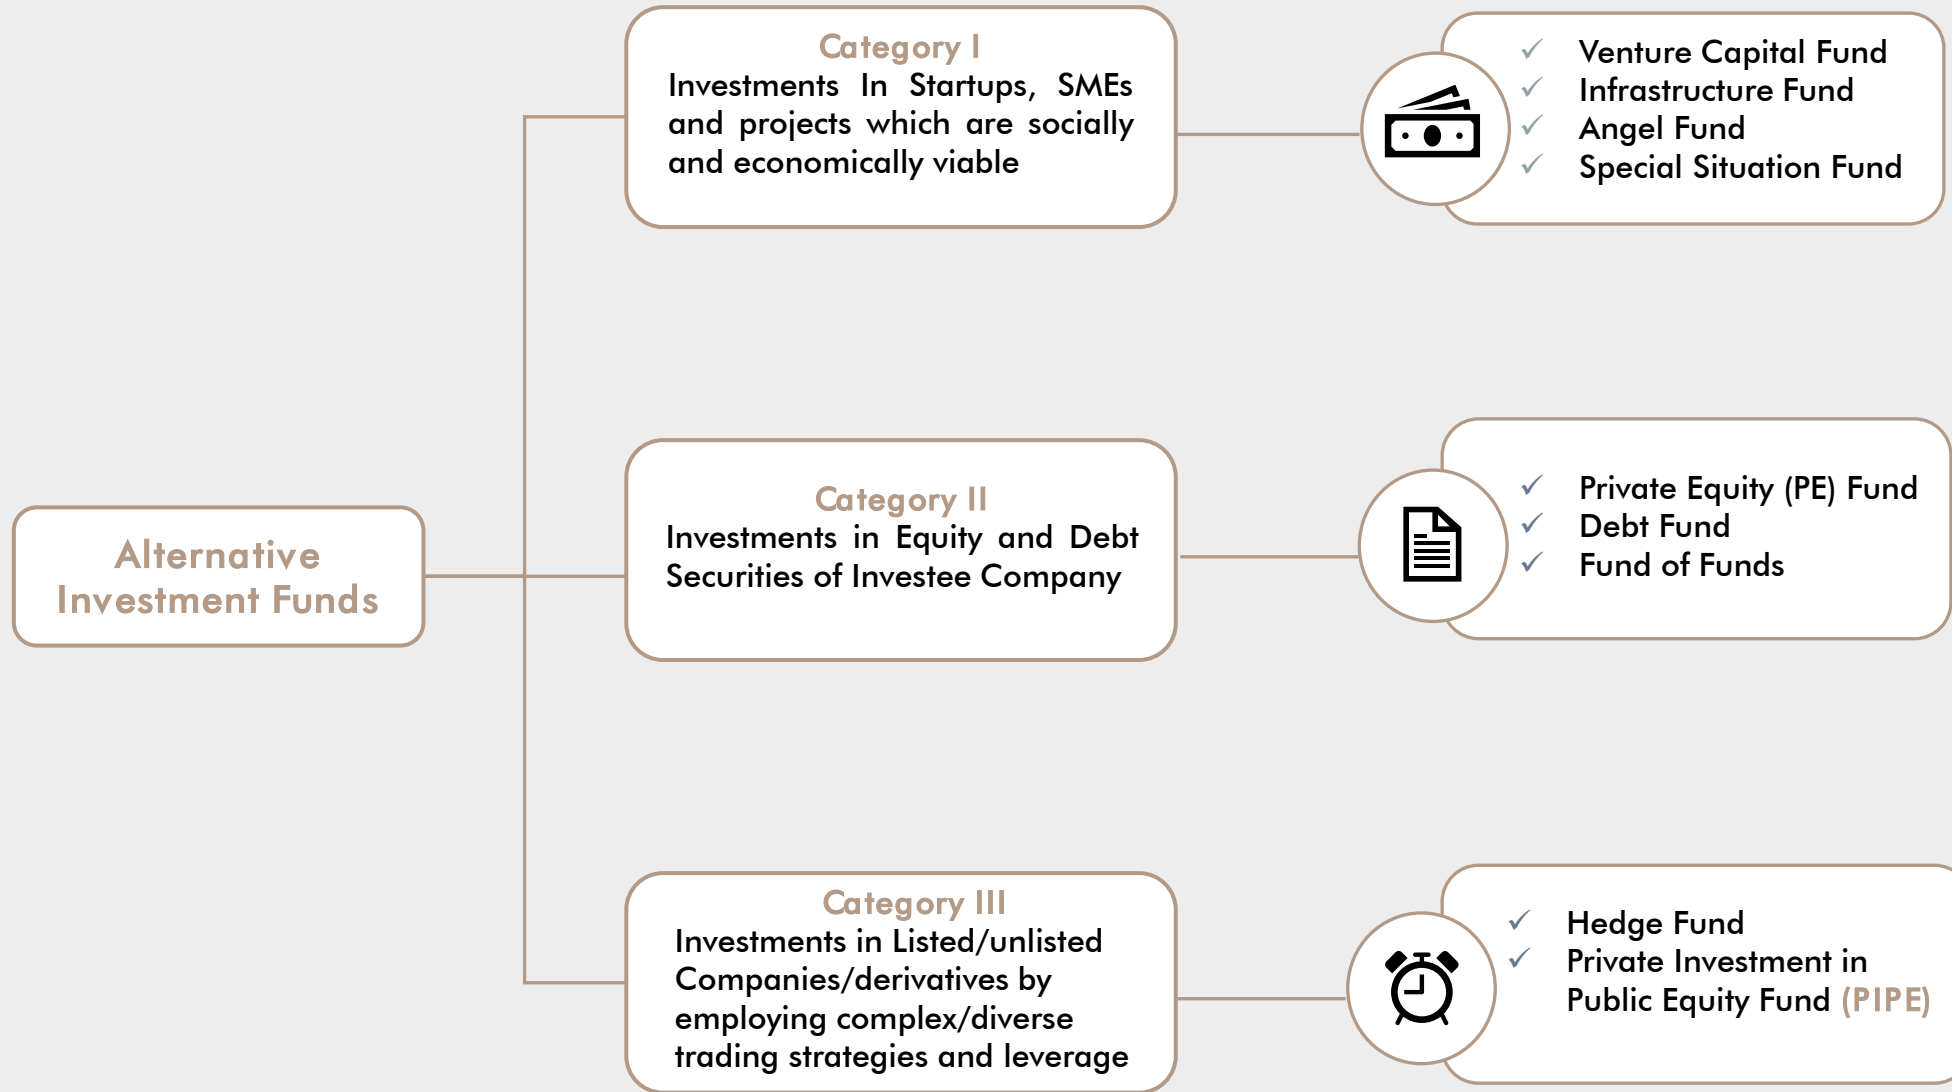 Category I
Investments In Startups, SMEs
and projects which are socially
and economically viable
Venture Capital Fund
Infrastructure Fund
Angel Fund
Special Situation Fund
Alternative
Investment Funds
Category II
Investments in Equity and Debt
Securities of Investee Company
Private Equity (PE) Fund
Debt Fund
Fund of Funds
Category III
Investments in Listed/unlisted
Companies/derivatives by
employing complex/diverse
trading strategies and leverage
Hedge Fund
Private Investment in
Public Equity Fund (PIPE)